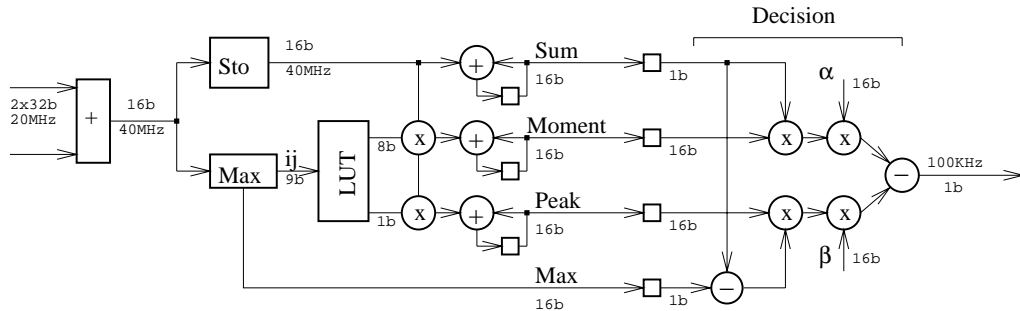 Decision
16b
Sum
Sto
40MHz
16b
1b
α
16b
2x32b
20MHz
+
16b
40MHz
+
Moment
8b
x
+
16b
16b
x
x
ij
9b
LUT
Max
100KHz
1b
−
Peak
1b
x
+
16b
16b
x
x
β
16b
Max
16b
1b
−